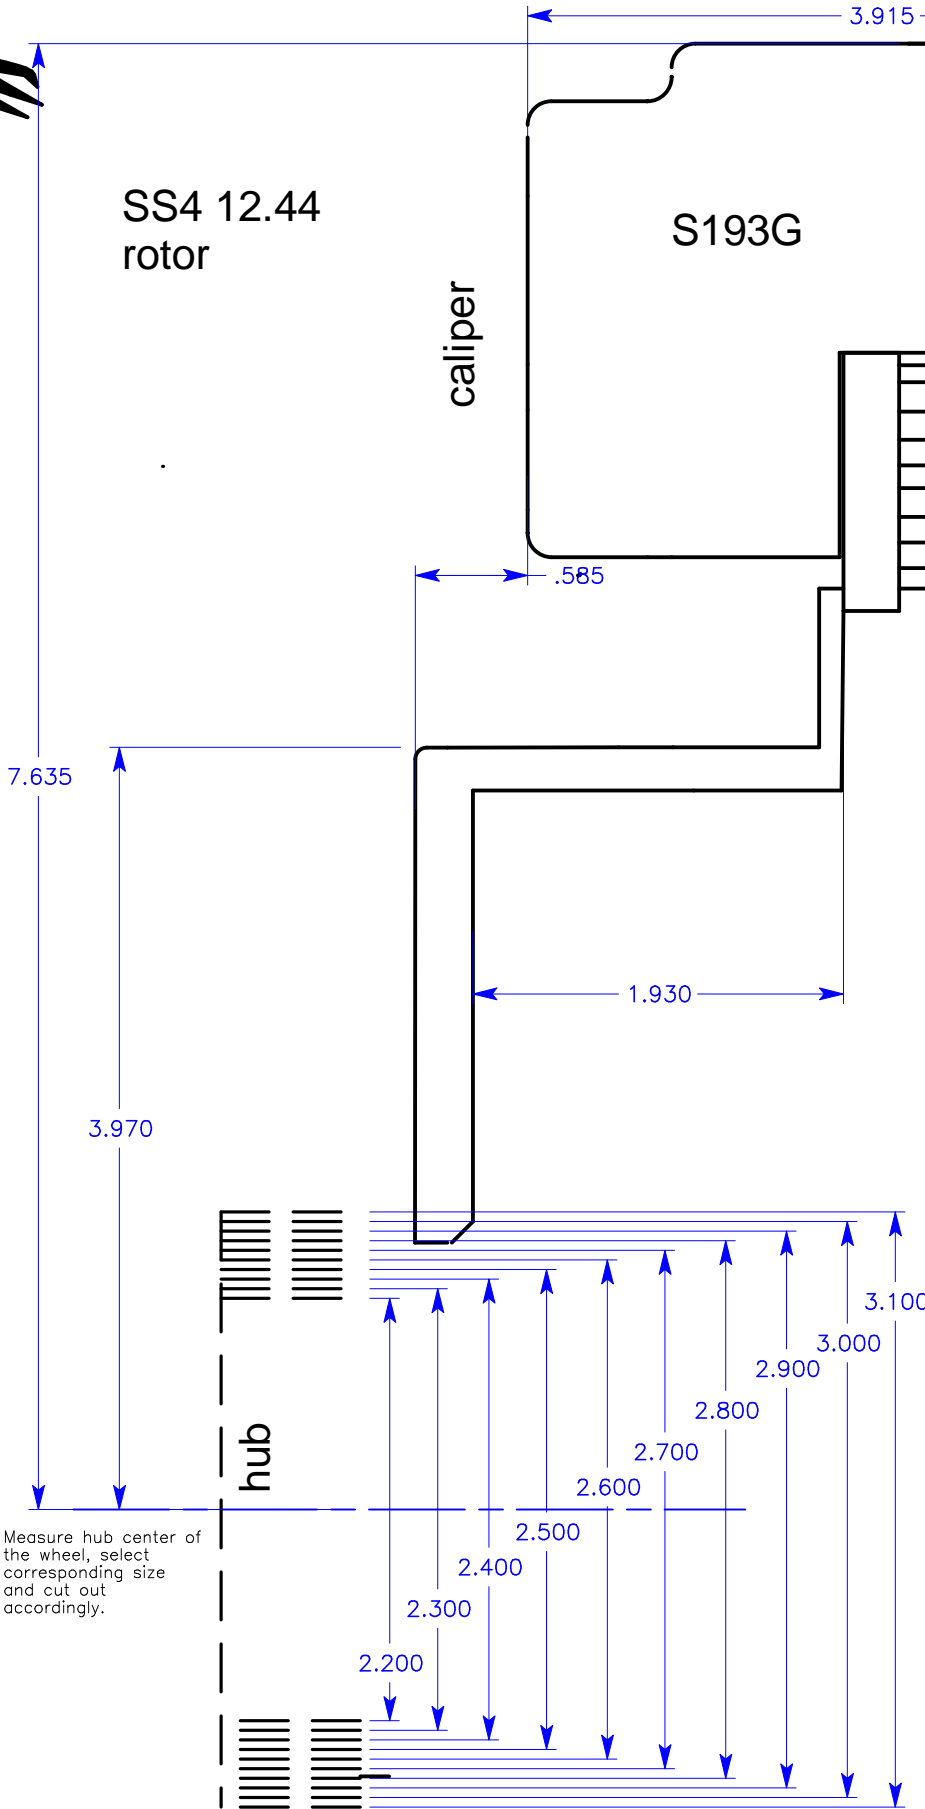 3.915
SS4 12.44
rotor
S193G
caliper
.585
7.635
1.930
3.970
3.100
3.000
2.900
2.800
2.700
2.600
2.500
2.400
2.300
2.200
hub
Measure hub center of
the wheel, select
corresponding size
and cut out
accordingly.